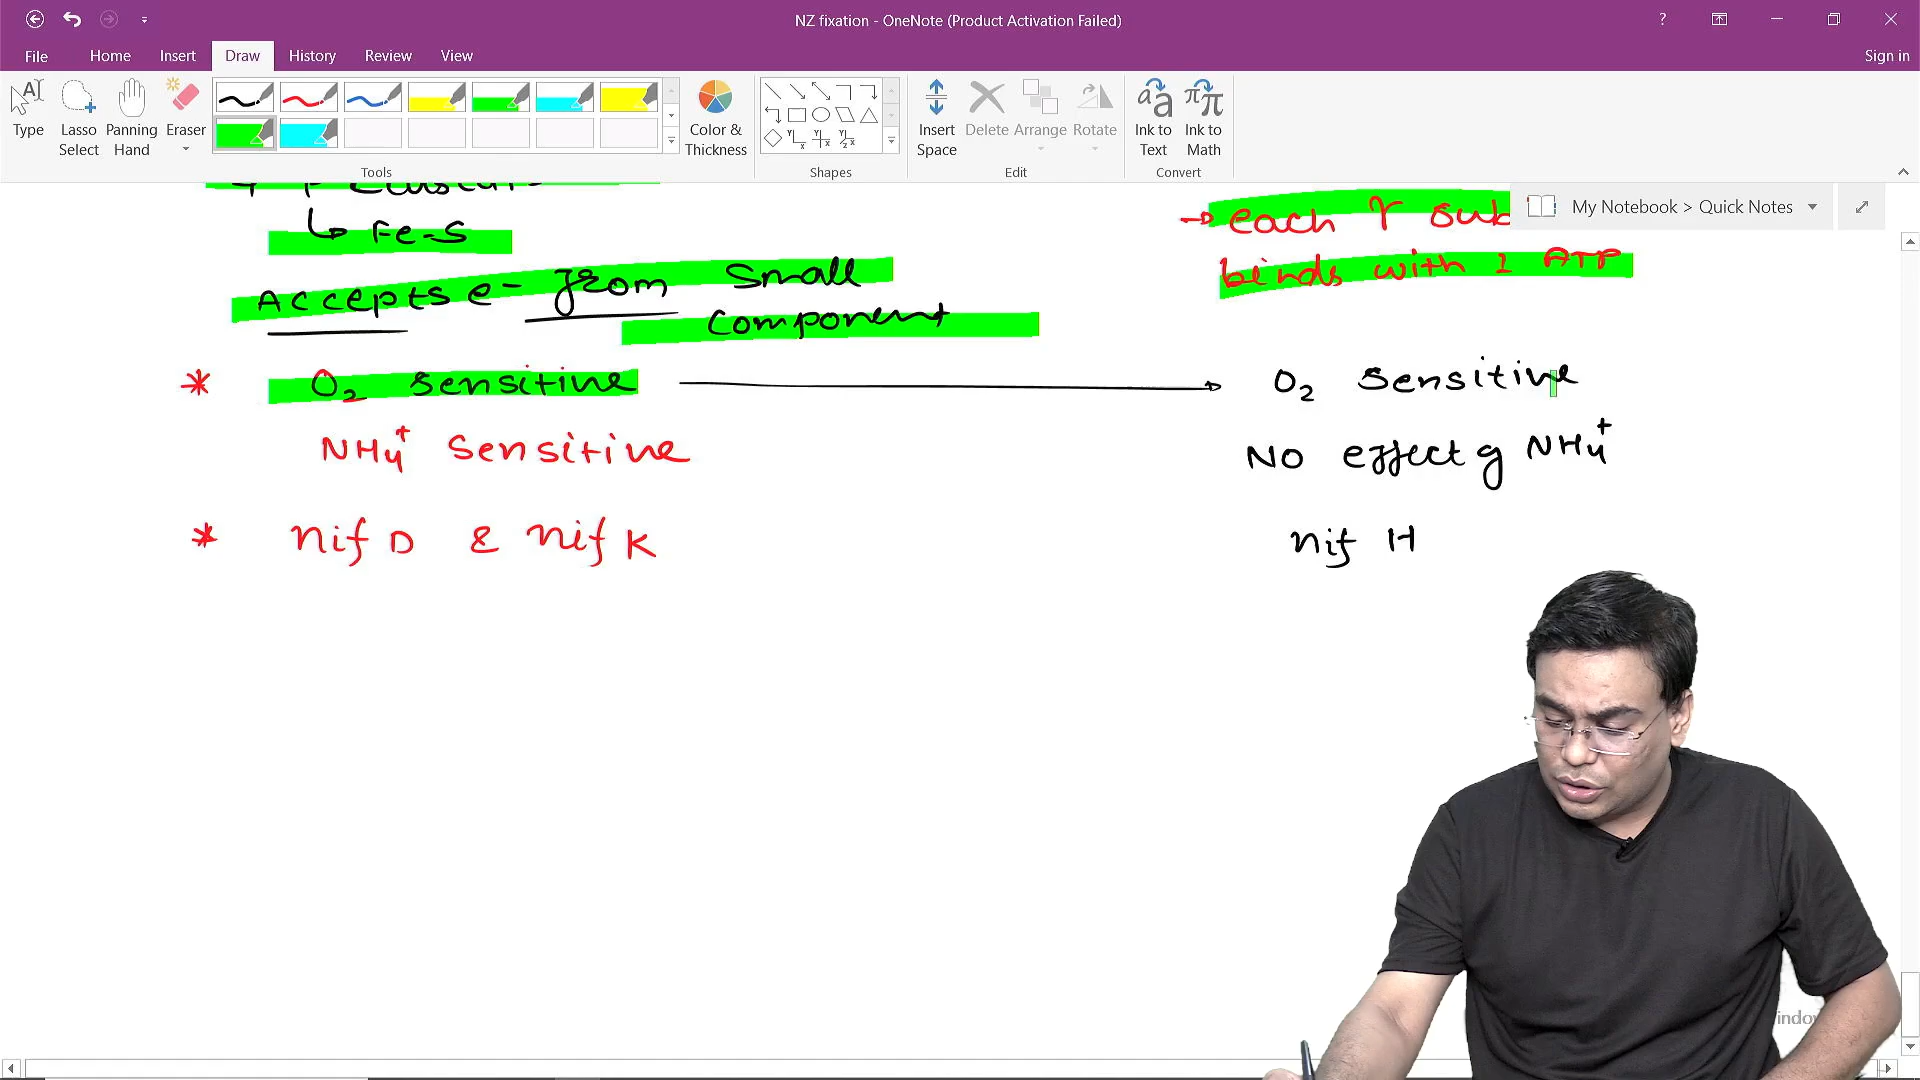 NZ fixation - OneNote (Product Activation Failed)
?
File Home Insert Draw History Review View Sign in
Type
Lasso Select
Panning Hand
Eraser
Color & Thickness
Insert Space
Delete
Arrange
Rotate
Ink to Text
Ink to Math
Tools Shapes Edit Convert
My Notebook > Quick Notes
↳ Fe-S
→ each γ sub
binds with 1 ATP
Accepts e- from Small
Component
* O₂ Sensitive → O₂ Sensitive
NH₄⁺ Sensitive
No effect of NH₄⁺
* nif D & nif K
nif H